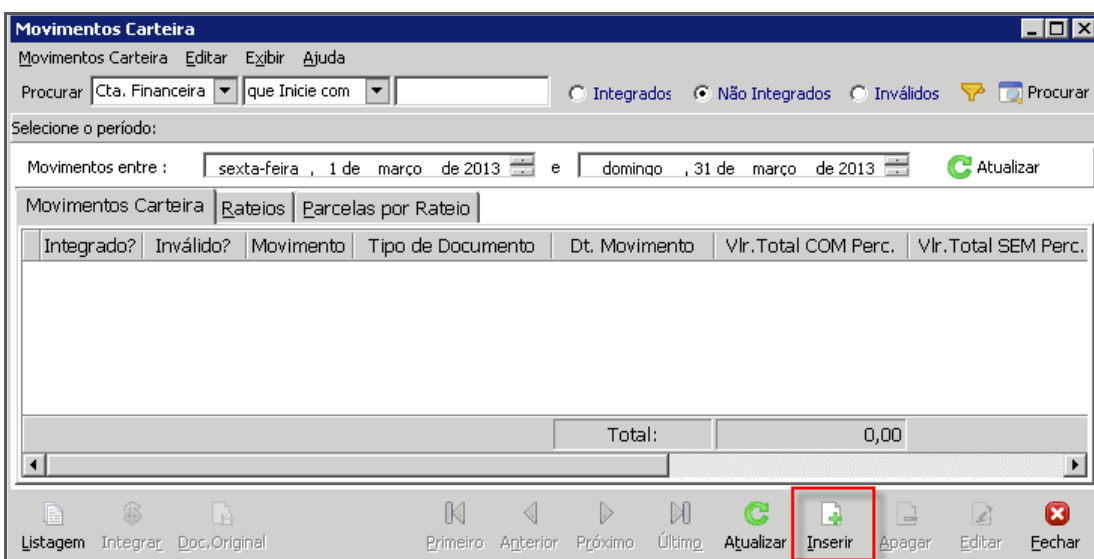 Movimentos Carteira
Movimentos Carteira Editar Exibir Ajuda
Procurar Cta. Financeira que Inicie com Integrados Não Integrados Inválidos Procurar
Selecione o período:
Movimentos entre : sexta-feira , 1 de março de 2013 e domingo , 31 de março de 2013 Atualizar
Movimentos Carteira Rateios Parcelas por Rateio
Integrado? Inválido? Movimento Tipo de Documento Dt. Movimento Vlr.Total COM Perc. Vlr.Total SEM Perc.
Total: 0,00
Listagem Integrar Doc.Original Primeiro Anterior Próximo Último Atualizar Inserir Apagar Editar Fechar